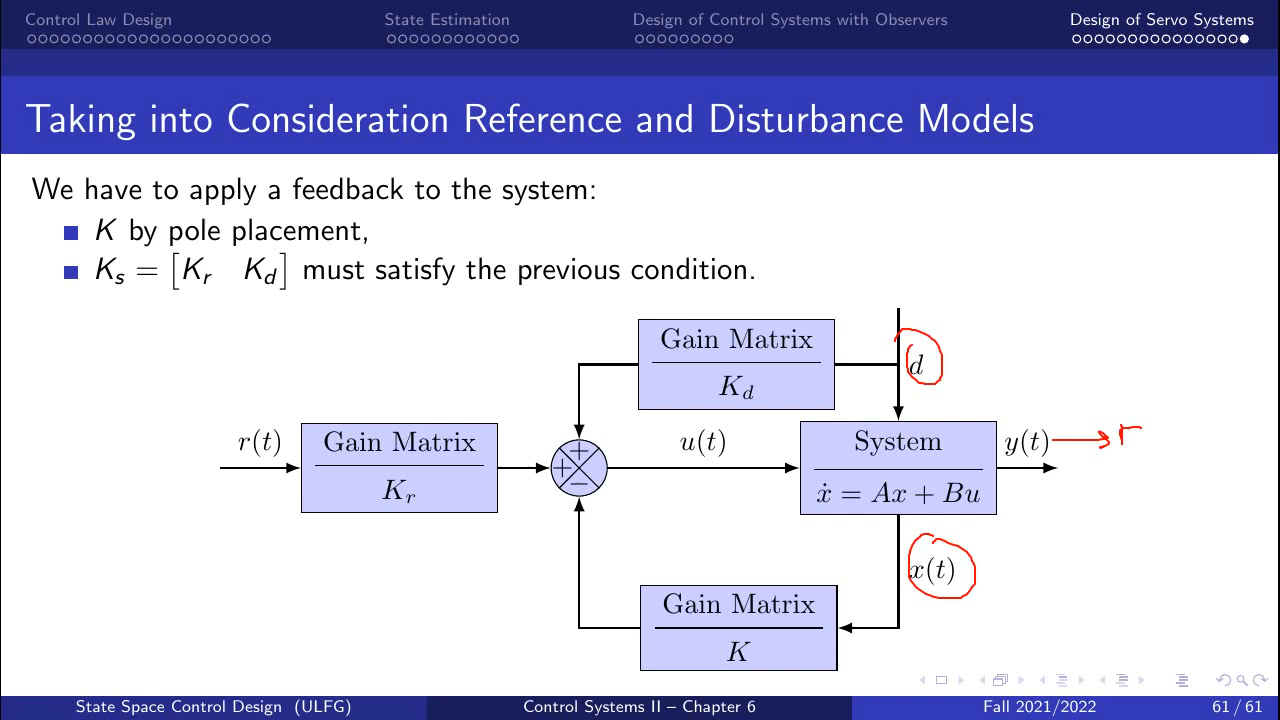 Control Law Design
State Estimation
Design of Control Systems with Observers
Design of Servo Systems
Taking into Consideration Reference and Disturbance Models
We have to apply a feedback to the system:
K by pole placement,
K_s = [K_r K_d] must satisfy the previous condition.
Gain Matrix
K_d
d
r(t)
Gain Matrix
K_r
+
+
−
u(t)
System
ẋ = Ax + Bu
y(t)
r
x(t)
Gain Matrix
K
State Space Control Design (ULFG)
Control Systems II – Chapter 6
Fall 2021/2022
61 / 61